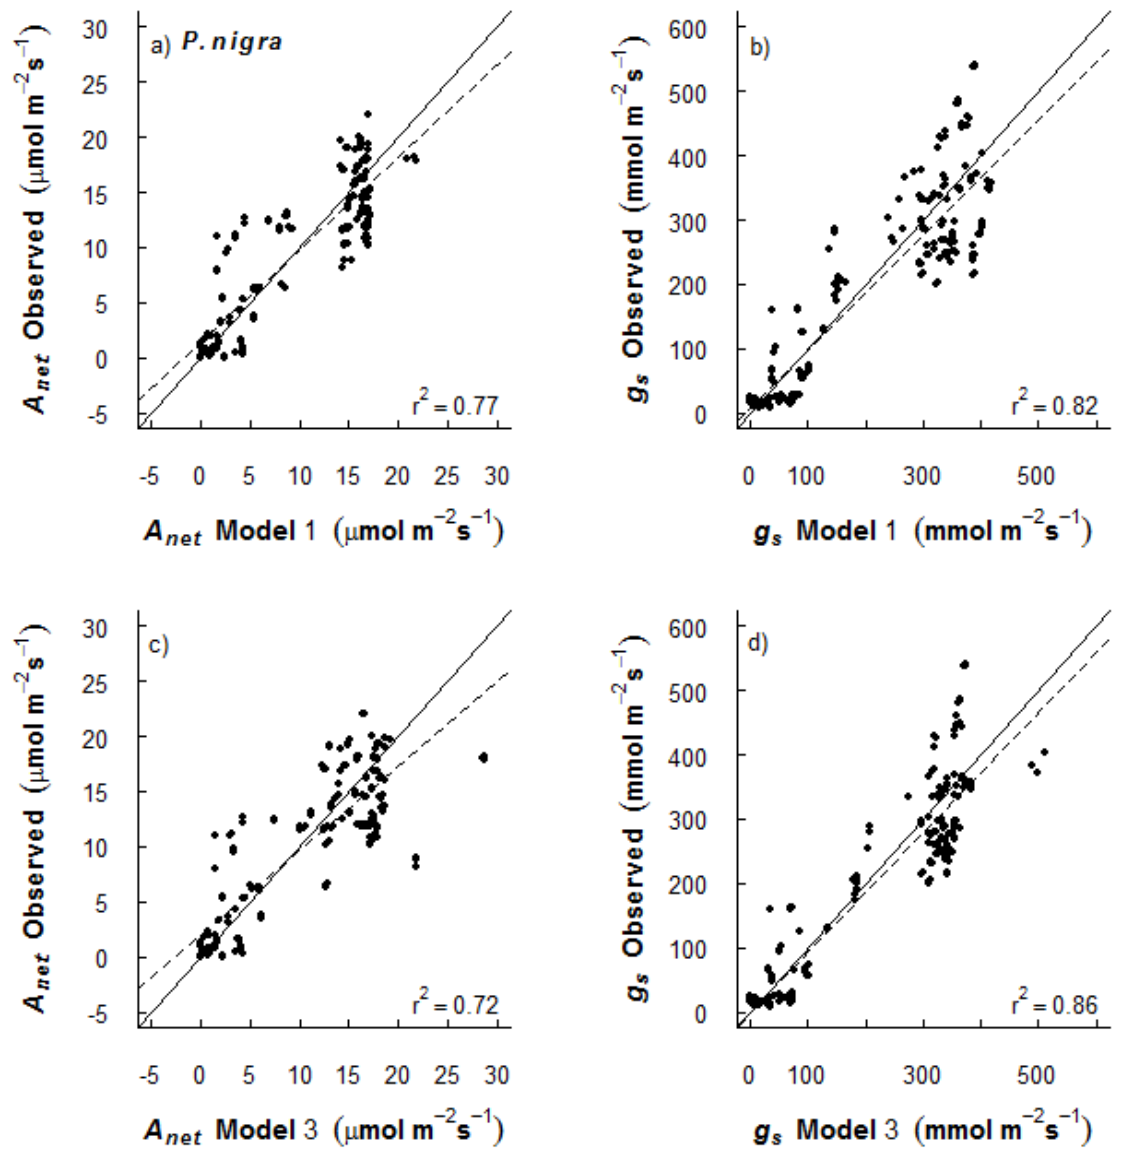 a) P.nigra
A_net Observed (μmol m⁻²s⁻¹)
30
25
20
15
10
5
0
-5
r² = 0.77
-5 0 5 10 15 20 25 30
A_net Model 1 (μmol m⁻²s⁻¹)
b)
g_s Observed (mmol m⁻²s⁻¹)
600
500
400
300
200
100
0
r² = 0.82
0 100 300 500
g_s Model 1 (mmol m⁻²s⁻¹)
c)
A_net Observed (μmol m⁻²s⁻¹)
30
25
20
15
10
5
0
-5
r² = 0.72
-5 0 5 10 15 20 25 30
A_net Model 3 (μmol m⁻²s⁻¹)
d)
g_s Observed (mmol m⁻²s⁻¹)
600
500
400
300
200
100
0
r² = 0.86
0 100 300 500
g_s Model 3 (mmol m⁻²s⁻¹)